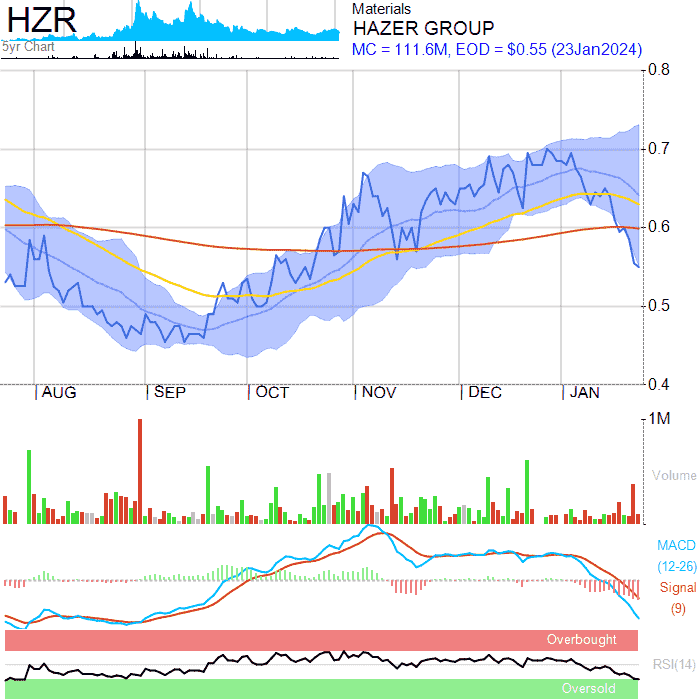 HZR
5yr Chart
Materials
HAZER GROUP
MC = 111.6M, EOD = $0.55 (23Jan2024)
0.8
0.7
0.6
0.5
0.4
AUG SEP OCT NOV DEC JAN
1M
Volume
MACD
(12-26)
Signal
(9)
Overbought
RSI(14)
Oversold